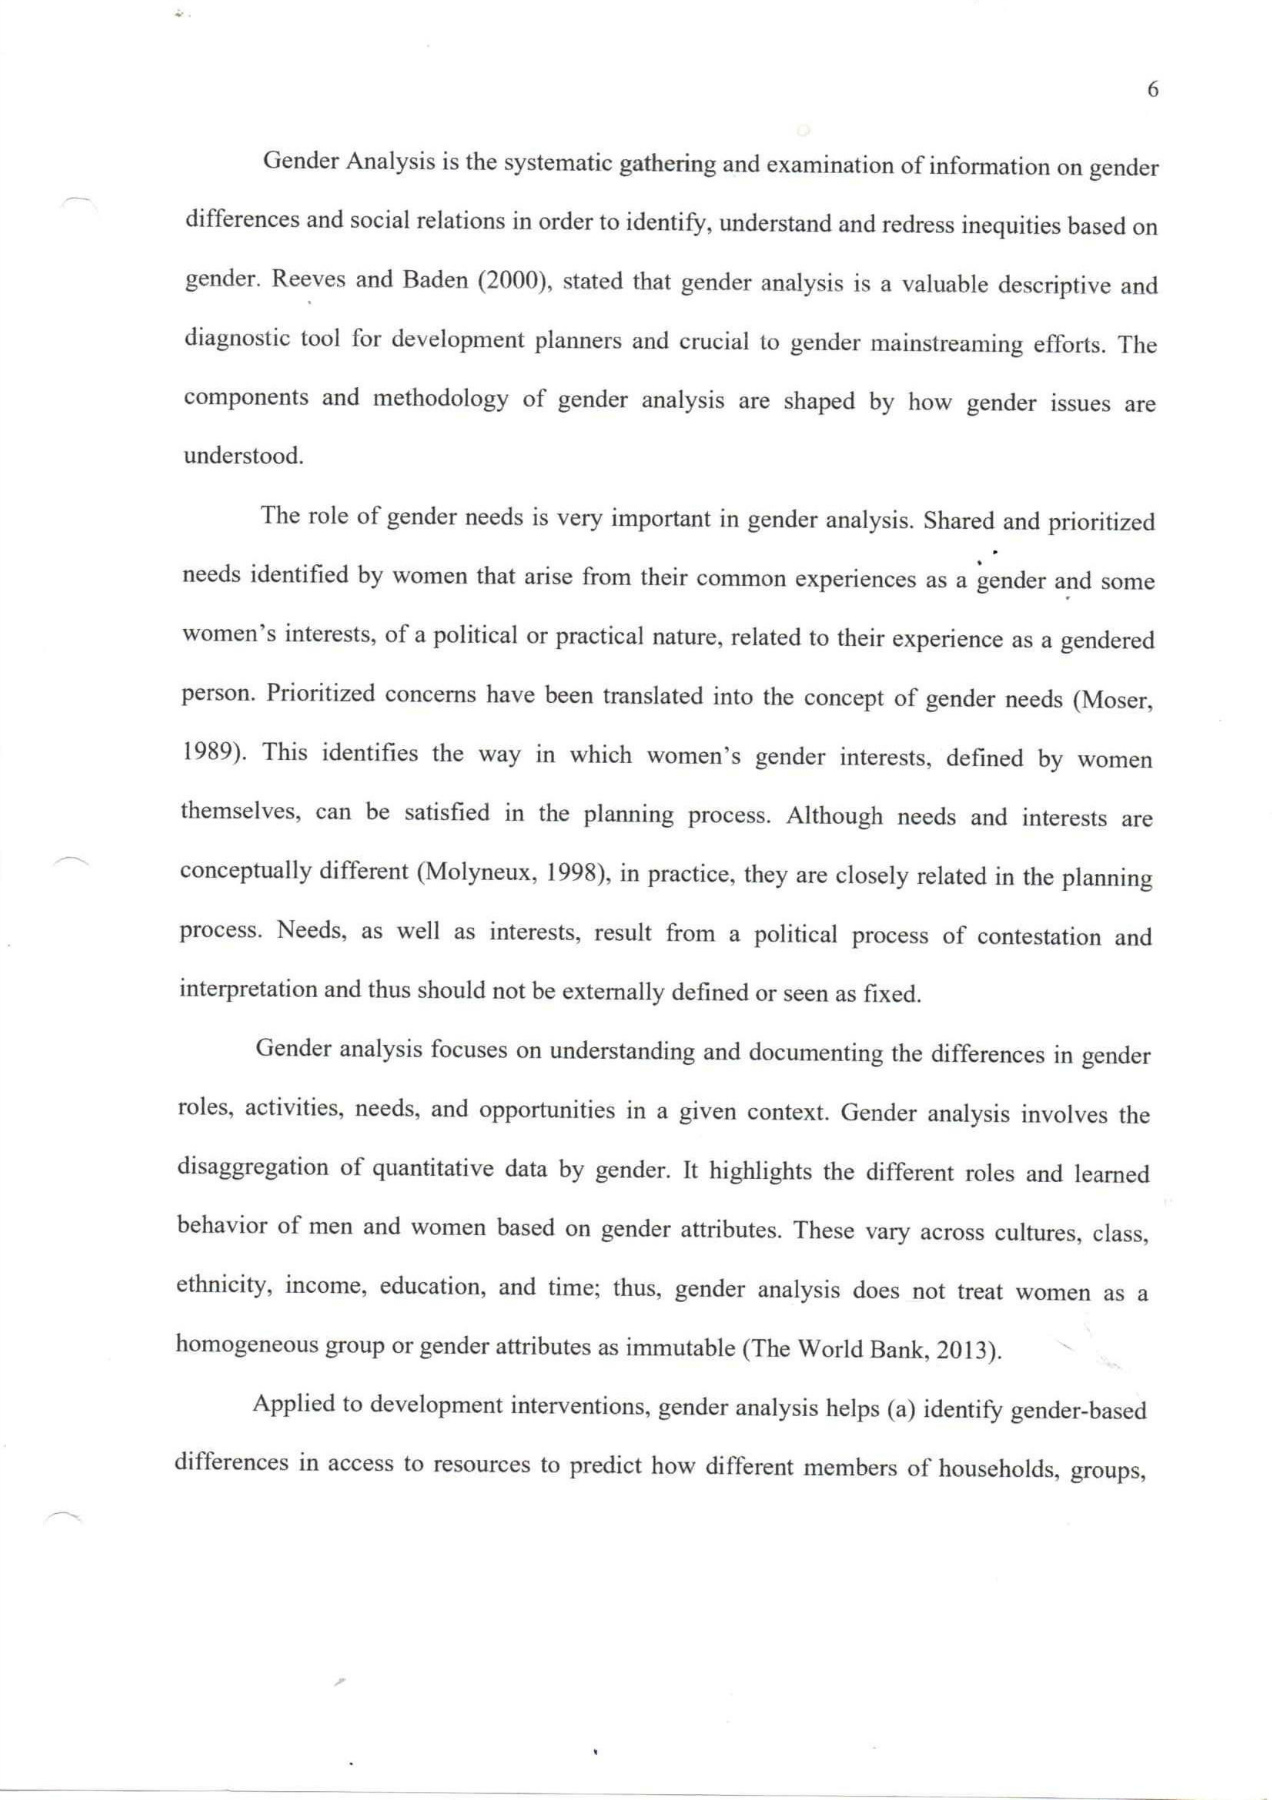 6
Gender Analysis is the systematic gathering and examination of information on gender
differences and social relations in order to identify, understand and redress inequities based on
gender. Reeves and Baden (2000), stated that gender analysis is a valuable descriptive and
diagnostic tool for development planners and crucial to gender mainstreaming efforts. The
components and methodology of gender analysis are shaped by how gender issues are
understood.
The role of gender needs is very important in gender analysis. Shared and prioritized
needs identified by women that arise from their common experiences as a gender and some
women's interests, of a political or practical nature, related to their experience as a gendered
person. Prioritized concerns have been translated into the concept of gender needs (Moser,
1989). This identifies the way in which women's gender interests, defined by women
themselves, can be satisfied in the planning process. Although needs and interests are
conceptually different (Molyneux, 1998), in practice, they are closely related in the planning
process. Needs, as well as interests, result from a political process of contestation and
interpretation and thus should not be externally defined or seen as fixed.
Gender analysis focuses on understanding and documenting the differences in gender
roles, activities, needs, and opportunities in a given context. Gender analysis involves the
disaggregation of quantitative data by gender. It highlights the different roles and learned
behavior of men and women based on gender attributes. These vary across cultures, class,
ethnicity, income, education, and time; thus, gender analysis does not treat women as a
homogeneous group or gender attributes as immutable (The World Bank, 2013).
Applied to development interventions, gender analysis helps (a) identify gender-based
differences in access to resources to predict how different members of households, groups,